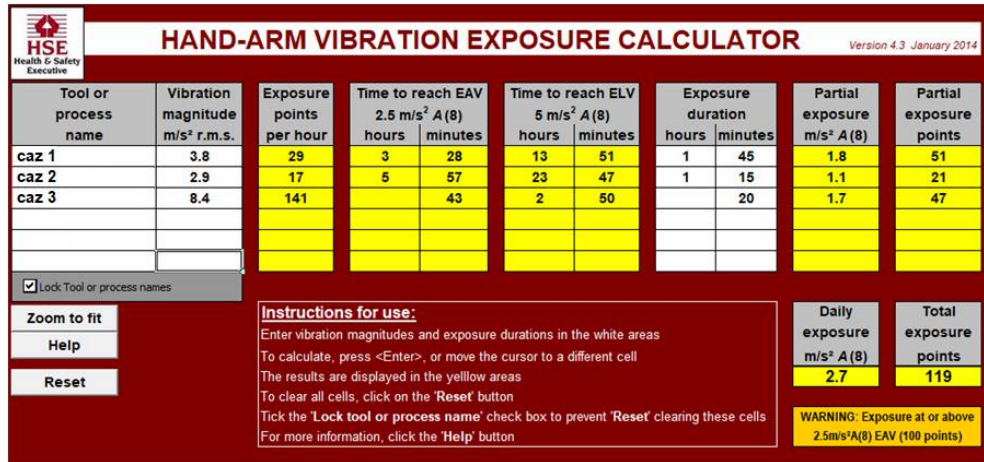 HSE
Health & Safety
Executive
HAND-ARM VIBRATION EXPOSURE CALCULATOR
Version 4.3 January 2014
Tool or process name Vibration magnitude m/s² r.m.s. Exposure points per hour Time to reach EAV 2.5 m/s² A(8) hours minutes Time to reach ELV 5 m/s² A(8) hours minutes Exposure duration hours minutes Partial exposure m/s² A(8) Partial exposure points
caz 1 3.8 29 3 28 13 51 1 45 1.8 51
caz 2 2.9 17 5 57 23 47 1 15 1.1 21
caz 3 8.4 141 43 2 50 20 1.7 47
Lock Tool or process names
Zoom to fit
Help
Reset
Instructions for use:
Enter vibration magnitudes and exposure durations in the white areas
To calculate, press <Enter>, or move the cursor to a different cell
The results are displayed in the yelllow areas
To clear all cells, click on the 'Reset' button
Tick the 'Lock tool or process name' check box to prevent 'Reset' clearing these cells
For more information, click the 'Help' button
Daily exposure m/s² A(8)
2.7
Total exposure points
119
WARNING: Exposure at or above
2.5m/s²A(8) EAV (100 points)